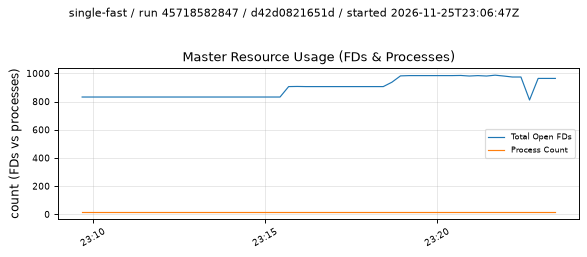 single-fast / run 45718582847 / d42d0821651d / started 2026-11-25T23:06:47Z
Master Resource Usage (FDs & Processes)
count (FDs vs processes)
1000
800
600
400
200
0
Total Open FDs
Process Count
23:10
23:15
23:20